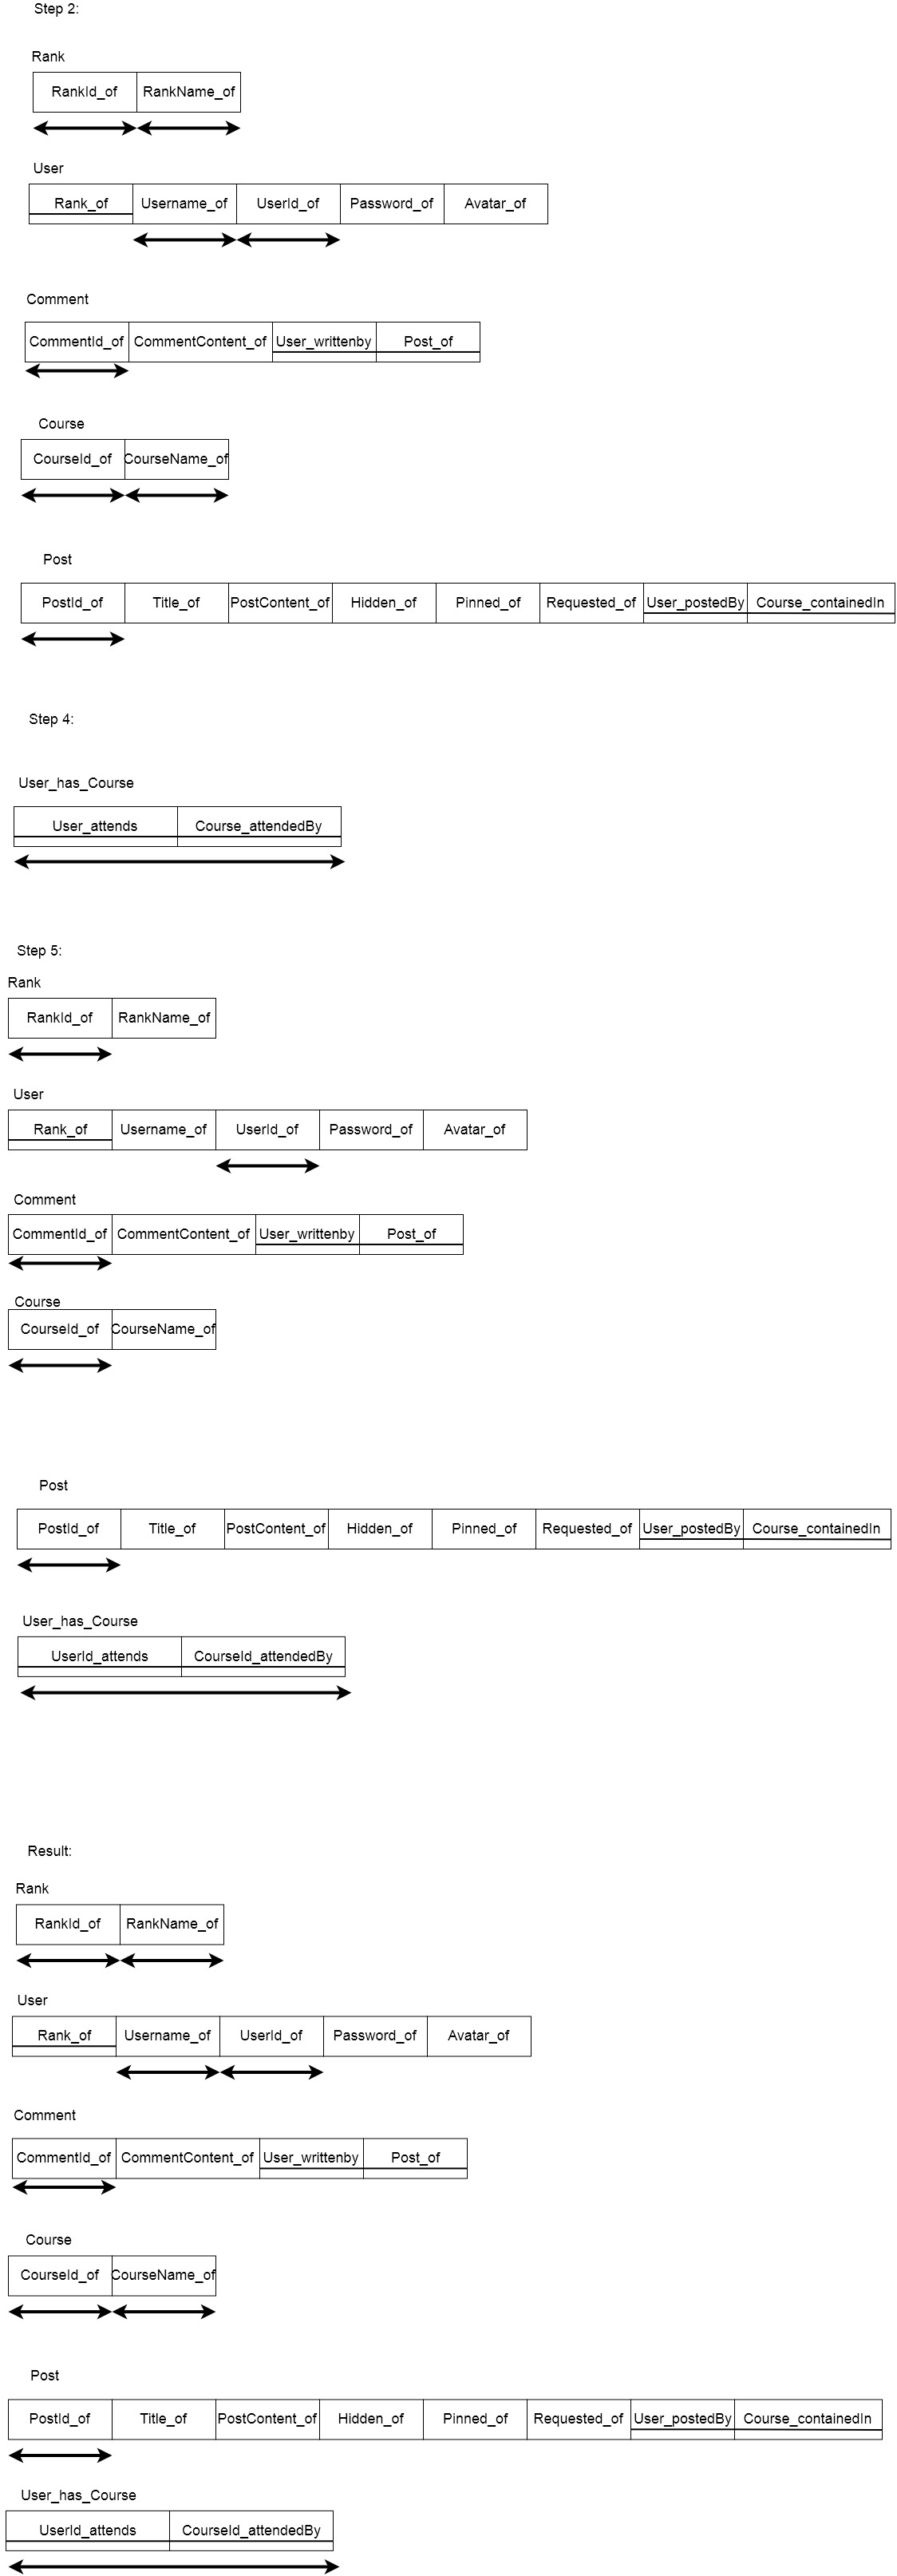 Step 2:
Rank
RankId_of RankName_of
User
Rank_of Username_of UserId_of Password_of Avatar_of
Comment
CommentId_of CommentContent_of User_writtenby Post_of
Course
CourseId_of CourseName_of
Post
PostId_of Title_of PostContent_of Hidden_of Pinned_of Requested_of User_postedBy Course_containedIn
Step 4:
User_has_Course
User_attends Course_attendedBy
Step 5:
Rank
RankId_of RankName_of
User
Rank_of Username_of UserId_of Password_of Avatar_of
Comment
CommentId_of CommentContent_of User_writtenby Post_of
Course
CourseId_of CourseName_of
Post
PostId_of Title_of PostContent_of Hidden_of Pinned_of Requested_of User_postedBy Course_containedIn
User_has_Course
UserId_attends CourseId_attendedBy
Result:
Rank
RankId_of RankName_of
User
Rank_of Username_of UserId_of Password_of Avatar_of
Comment
CommentId_of CommentContent_of User_writtenby Post_of
Course
CourseId_of CourseName_of
Post
PostId_of Title_of PostContent_of Hidden_of Pinned_of Requested_of User_postedBy Course_containedIn
User_has_Course
UserId_attends CourseId_attendedBy